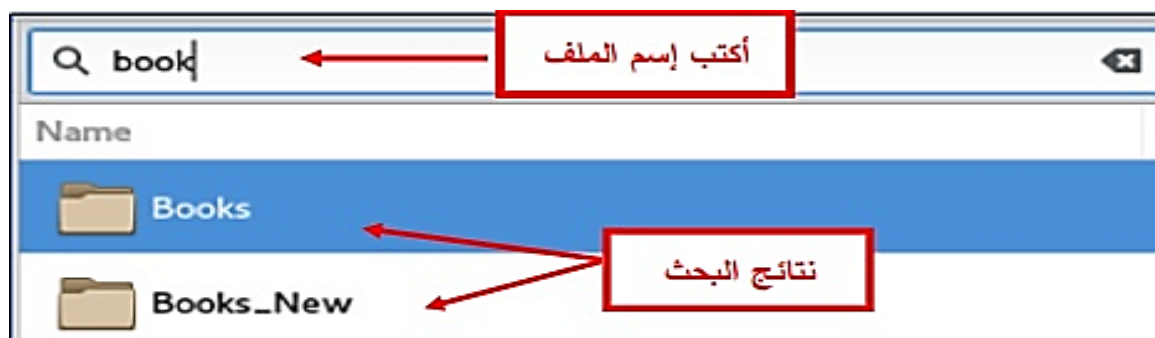 book
أكتب إسم الملف
Name
Books
نتائج البحث
Books_New